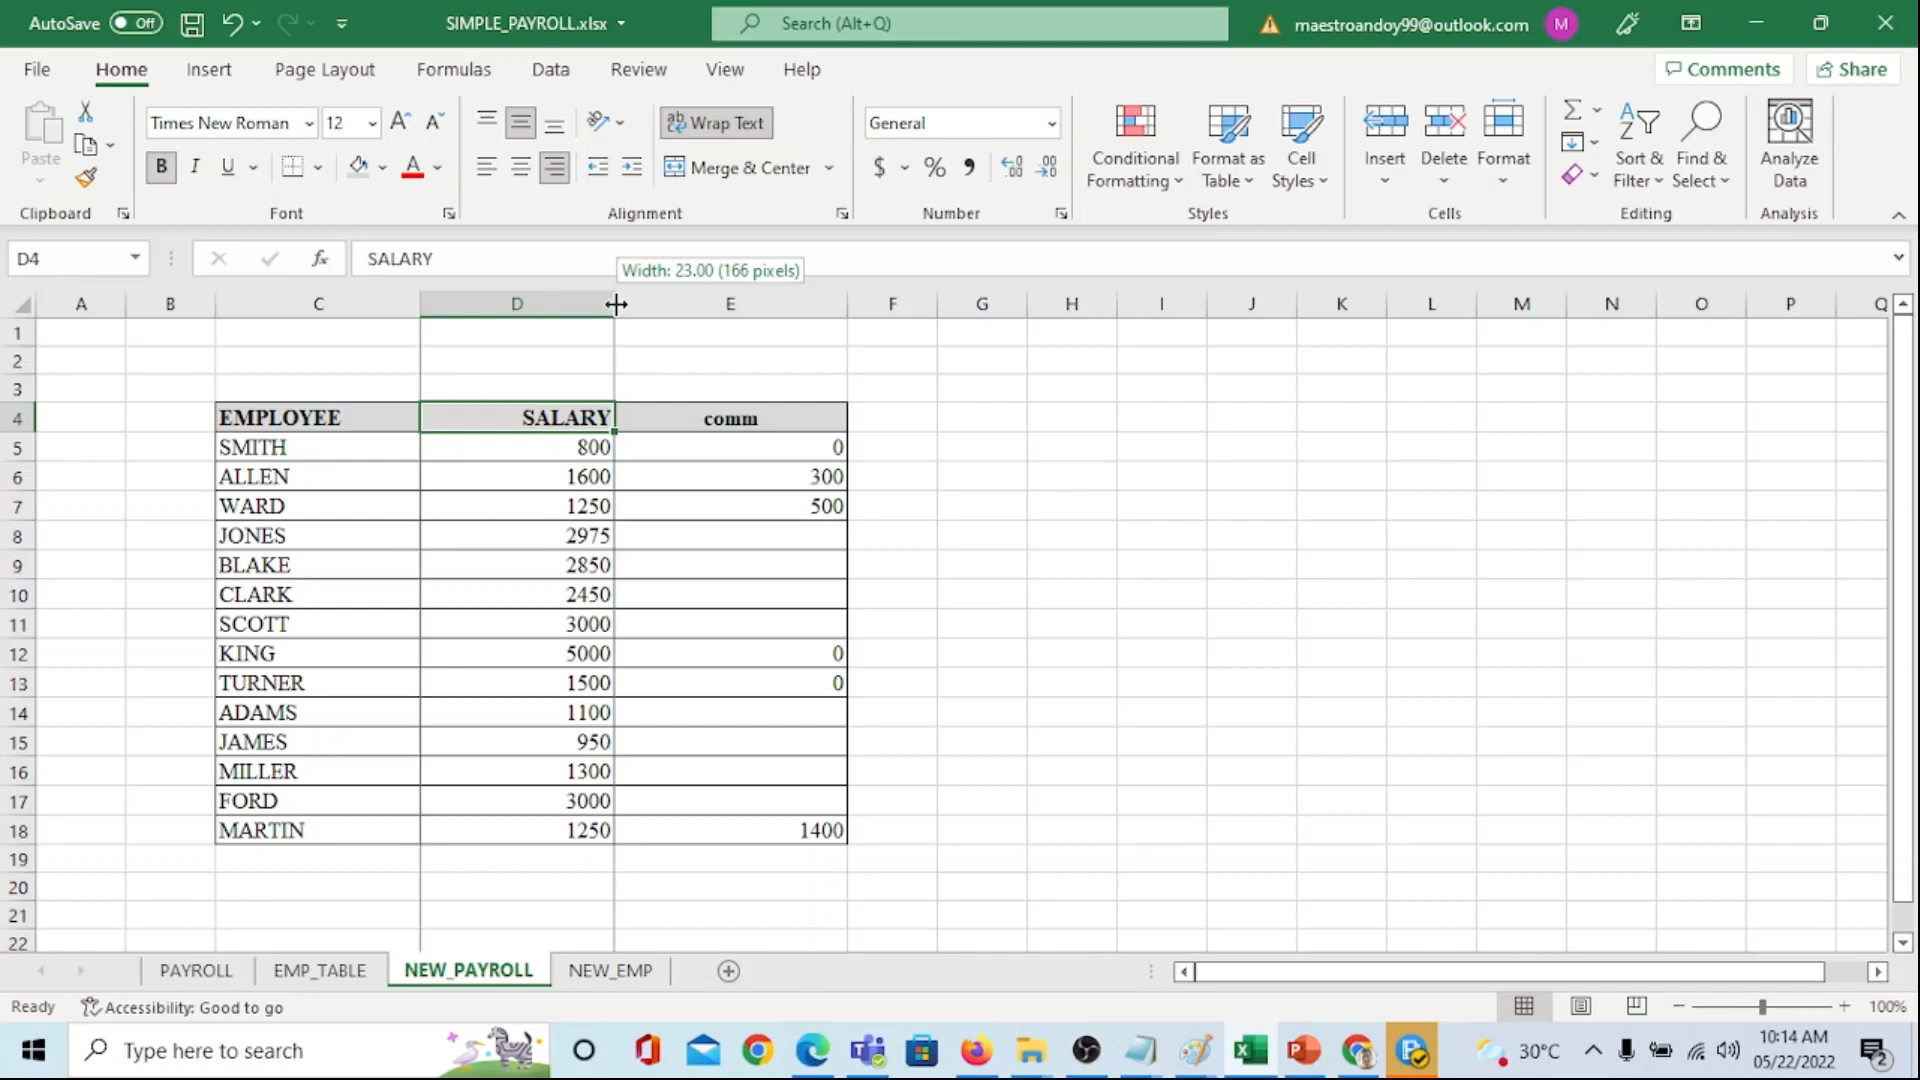 AutoSave Off SIMPLE_PAYROLL.xlsx Search (Alt+Q) maestroandoy99@outlook.com M
File Home Insert Page Layout Formulas Data Review View Help Comments Share
Paste Times New Roman 12 A A Wrap Text General Conditional Formatting Format as Table Cell Styles Insert Delete Format Sort & Filter Find & Select Analyze Data
B I U A Merge & Center $ % 9
Clipboard Font Alignment Number Styles Cells Editing Analysis
D4 fx SALARY
Width: 23.00 (166 pixels)
A B C D E F G H I J K L M N O P Q
1
2
3
4 EMPLOYEE SALARY comm
5 SMITH 800 0
6 ALLEN 1600 300
7 WARD 1250 500
8 JONES 2975
9 BLAKE 2850
10 CLARK 2450
11 SCOTT 3000
12 KING 5000 0
13 TURNER 1500 0
14 ADAMS 1100
15 JAMES 950
16 MILLER 1300
17 FORD 3000
18 MARTIN 1250 1400
19
20
21
22
PAYROLL EMP_TABLE NEW_PAYROLL NEW_EMP
Ready Accessibility: Good to go 100%
Type here to search 30°C 10:14 AM
05/22/2022 2